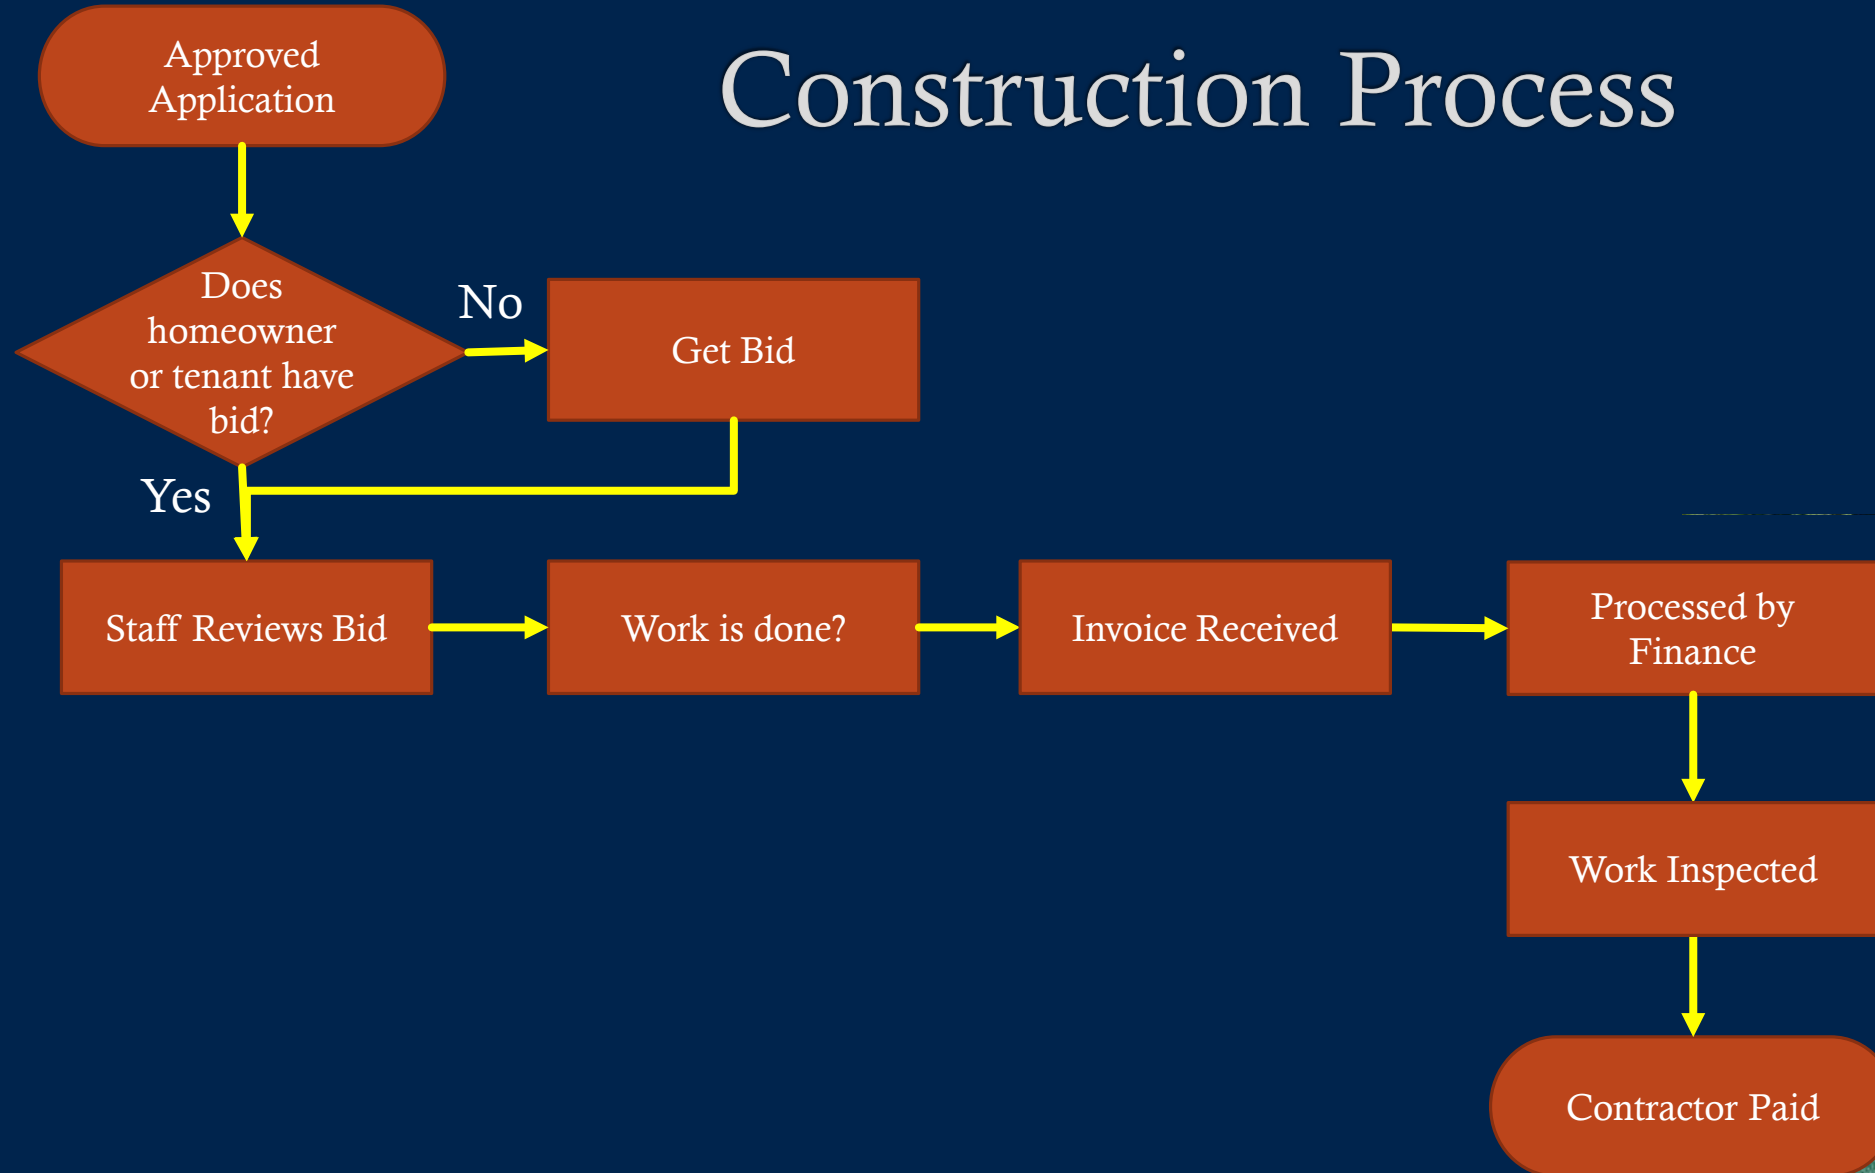 Construction Process
Approved
Application
Does
homeowner
or tenant have
bid?
No
Get Bid
Yes
Staff Reviews Bid
Work is done?
Invoice Received
Processed by
Finance
Work Inspected
Contractor Paid